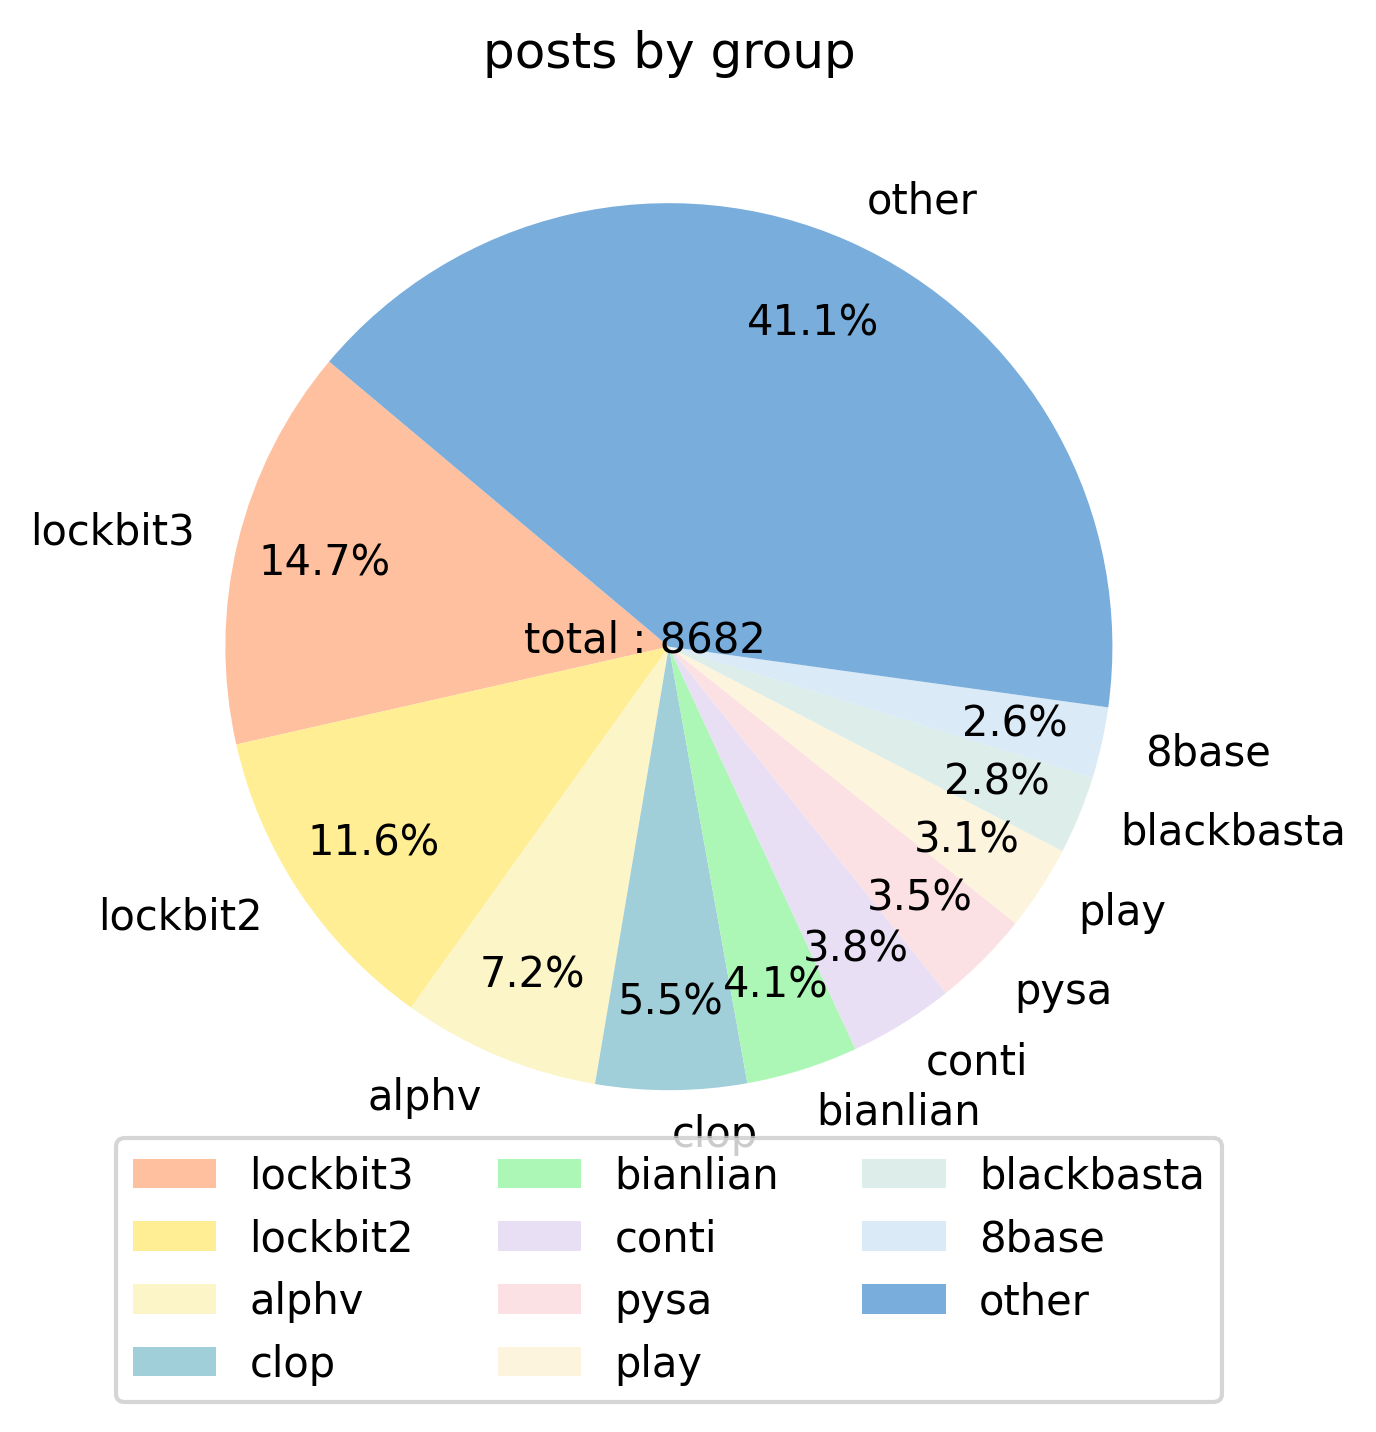 posts by group
other
41.1%
lockbit3
14.7%
total : 8682
2.6%
8base
2.8%
blackbasta
3.1%
11.6%
3.5%
play
lockbit2
3.8%
7.2%
4.1%
5.5%
pysa
conti
alphv
bianlian
clop
lockbit3
lockbit2
alphv
clop
bianlian
conti
pysa
play
blackbasta
8base
other